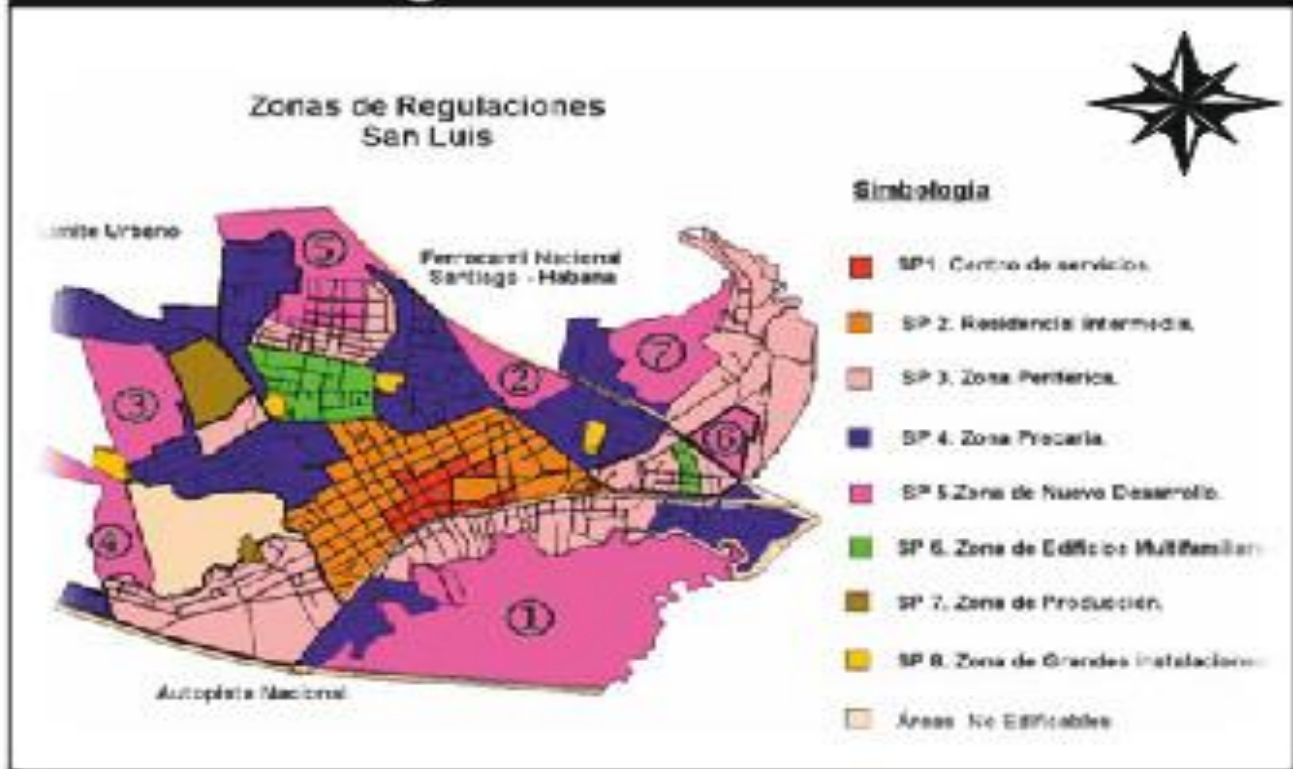 Zonas de Regulaciones
San Luis
Urbano
Ferrocarril Nacional
Santiago - Habana
Simbología
SP1. Centro de servicios.
SP 2. Residencial Intermedia.
SP 3. Zona Periférica.
SP 4. Zona Precaria.
SP 5.Zona de Nuevo Desarrollo.
SP 6. Zona de Edificios Multifamiliares
SP 7. Zona de Producción.
SP 8. Zona de Grandes instalaciones
Áreas No Edificables
Autopista Nacional
5
7
2
3
6
4
1